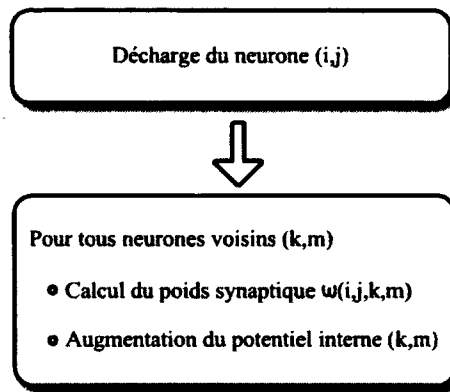 Décharge du neurone (i,j)
Pour tous neurones voisins (k,m)
• Calcul du poids synaptique ω(i,j,k,m)
• Augmentation du potentiel interne (k,m)